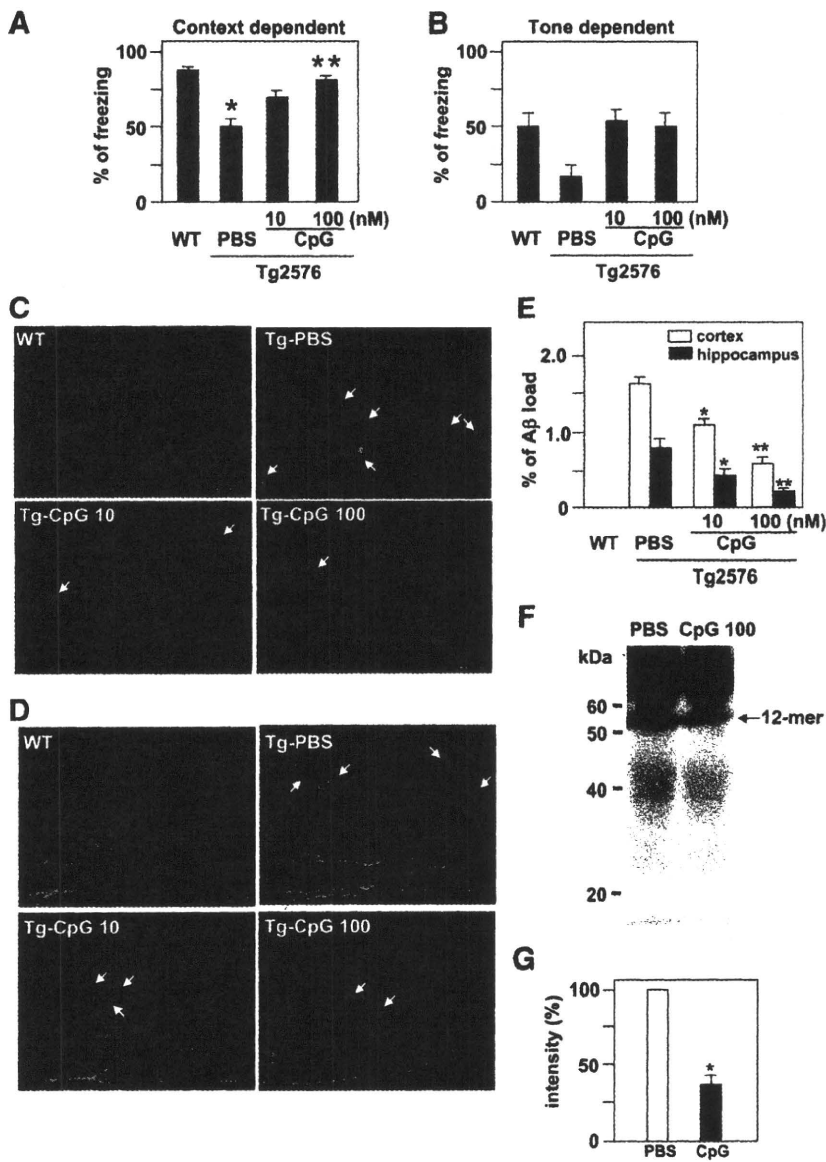 A
Context dependent
% of freezing
100
50
0
*
**
10 100 (nM)
WT PBS CpG
Tg2576
B
Tone dependent
% of freezing
100
50
0
10 100 (nM)
WT PBS CpG
Tg2576
C
WT
Tg-PBS
Tg-CpG 10
Tg-CpG 100
D
WT
Tg-PBS
Tg-CpG 10
Tg-CpG 100
E
cortex
hippocampus
% of Aβ load
2.0
1.0
0
*
*
**
**
10 100 (nM)
WT PBS CpG
Tg2576
F
PBS CpG 100
kDa
60
50
40
20
←12-mer
G
intensity (%)
100
50
0
*
PBS CpG